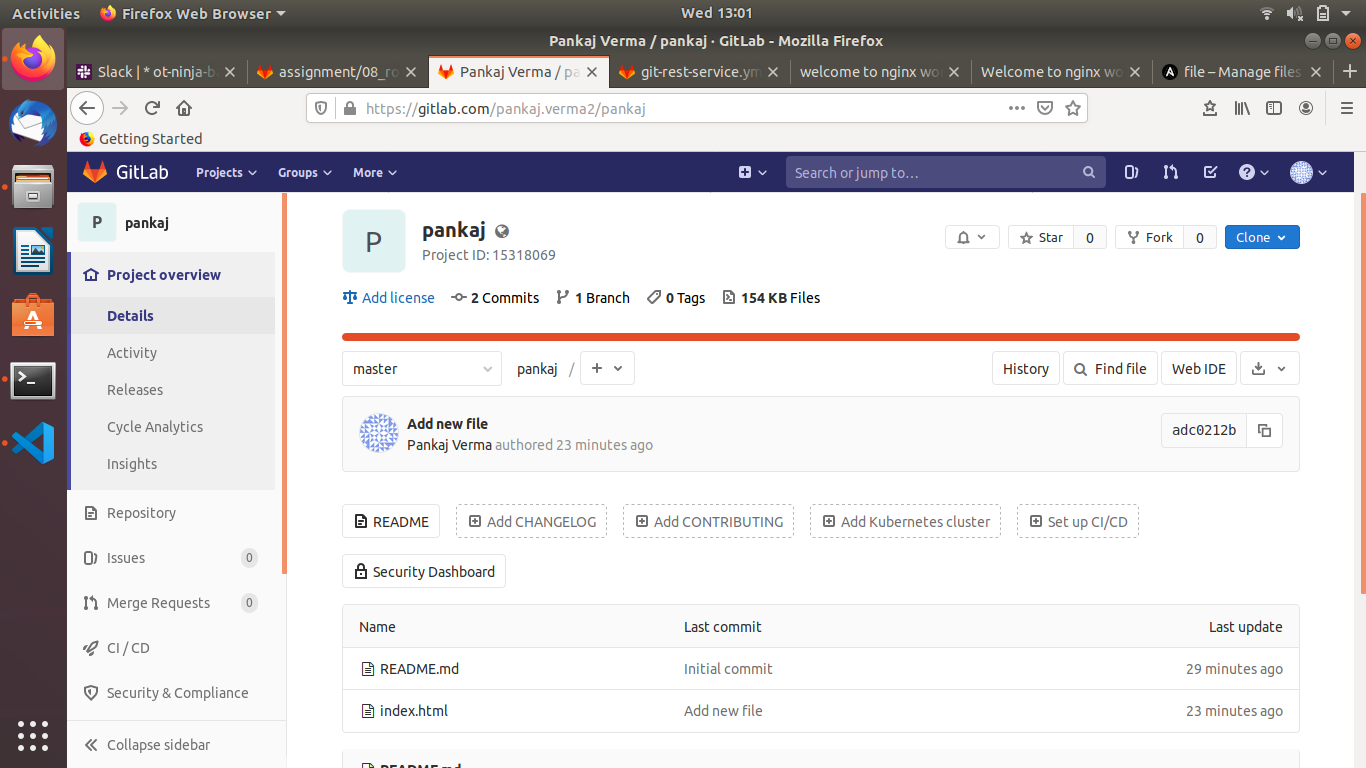 Activities Firefox Web Browser Wed 13:01
Pankaj Verma / pankaj · GitLab - Mozilla Firefox
Slack | * ot-ninja-b assignment/08_ro Pankaj Verma / pa git-rest-service.ym welcome to nginx wo Welcome to nginx wo file – Manage files
https://gitlab.com/pankaj.verma2/pankaj
Getting Started
GitLab Projects Groups More Search or jump to…
P pankaj
Project overview
Details
Activity
Releases
Cycle Analytics
Insights
Repository
Issues 0
Merge Requests 0
CI / CD
Security & Compliance
Collapse sidebar
P
pankaj
Project ID: 15318069
Star 0 Fork 0 Clone
Add license 2 Commits 1 Branch 0 Tags 154 KB Files
master pankaj / + History Find file Web IDE
Add new file
Pankaj Verma authored 23 minutes ago
adc0212b
README Add CHANGELOG Add CONTRIBUTING Add Kubernetes cluster Set up CI/CD
Security Dashboard
Name Last commit Last update
README.md Initial commit 29 minutes ago
index.html Add new file 23 minutes ago
README.md